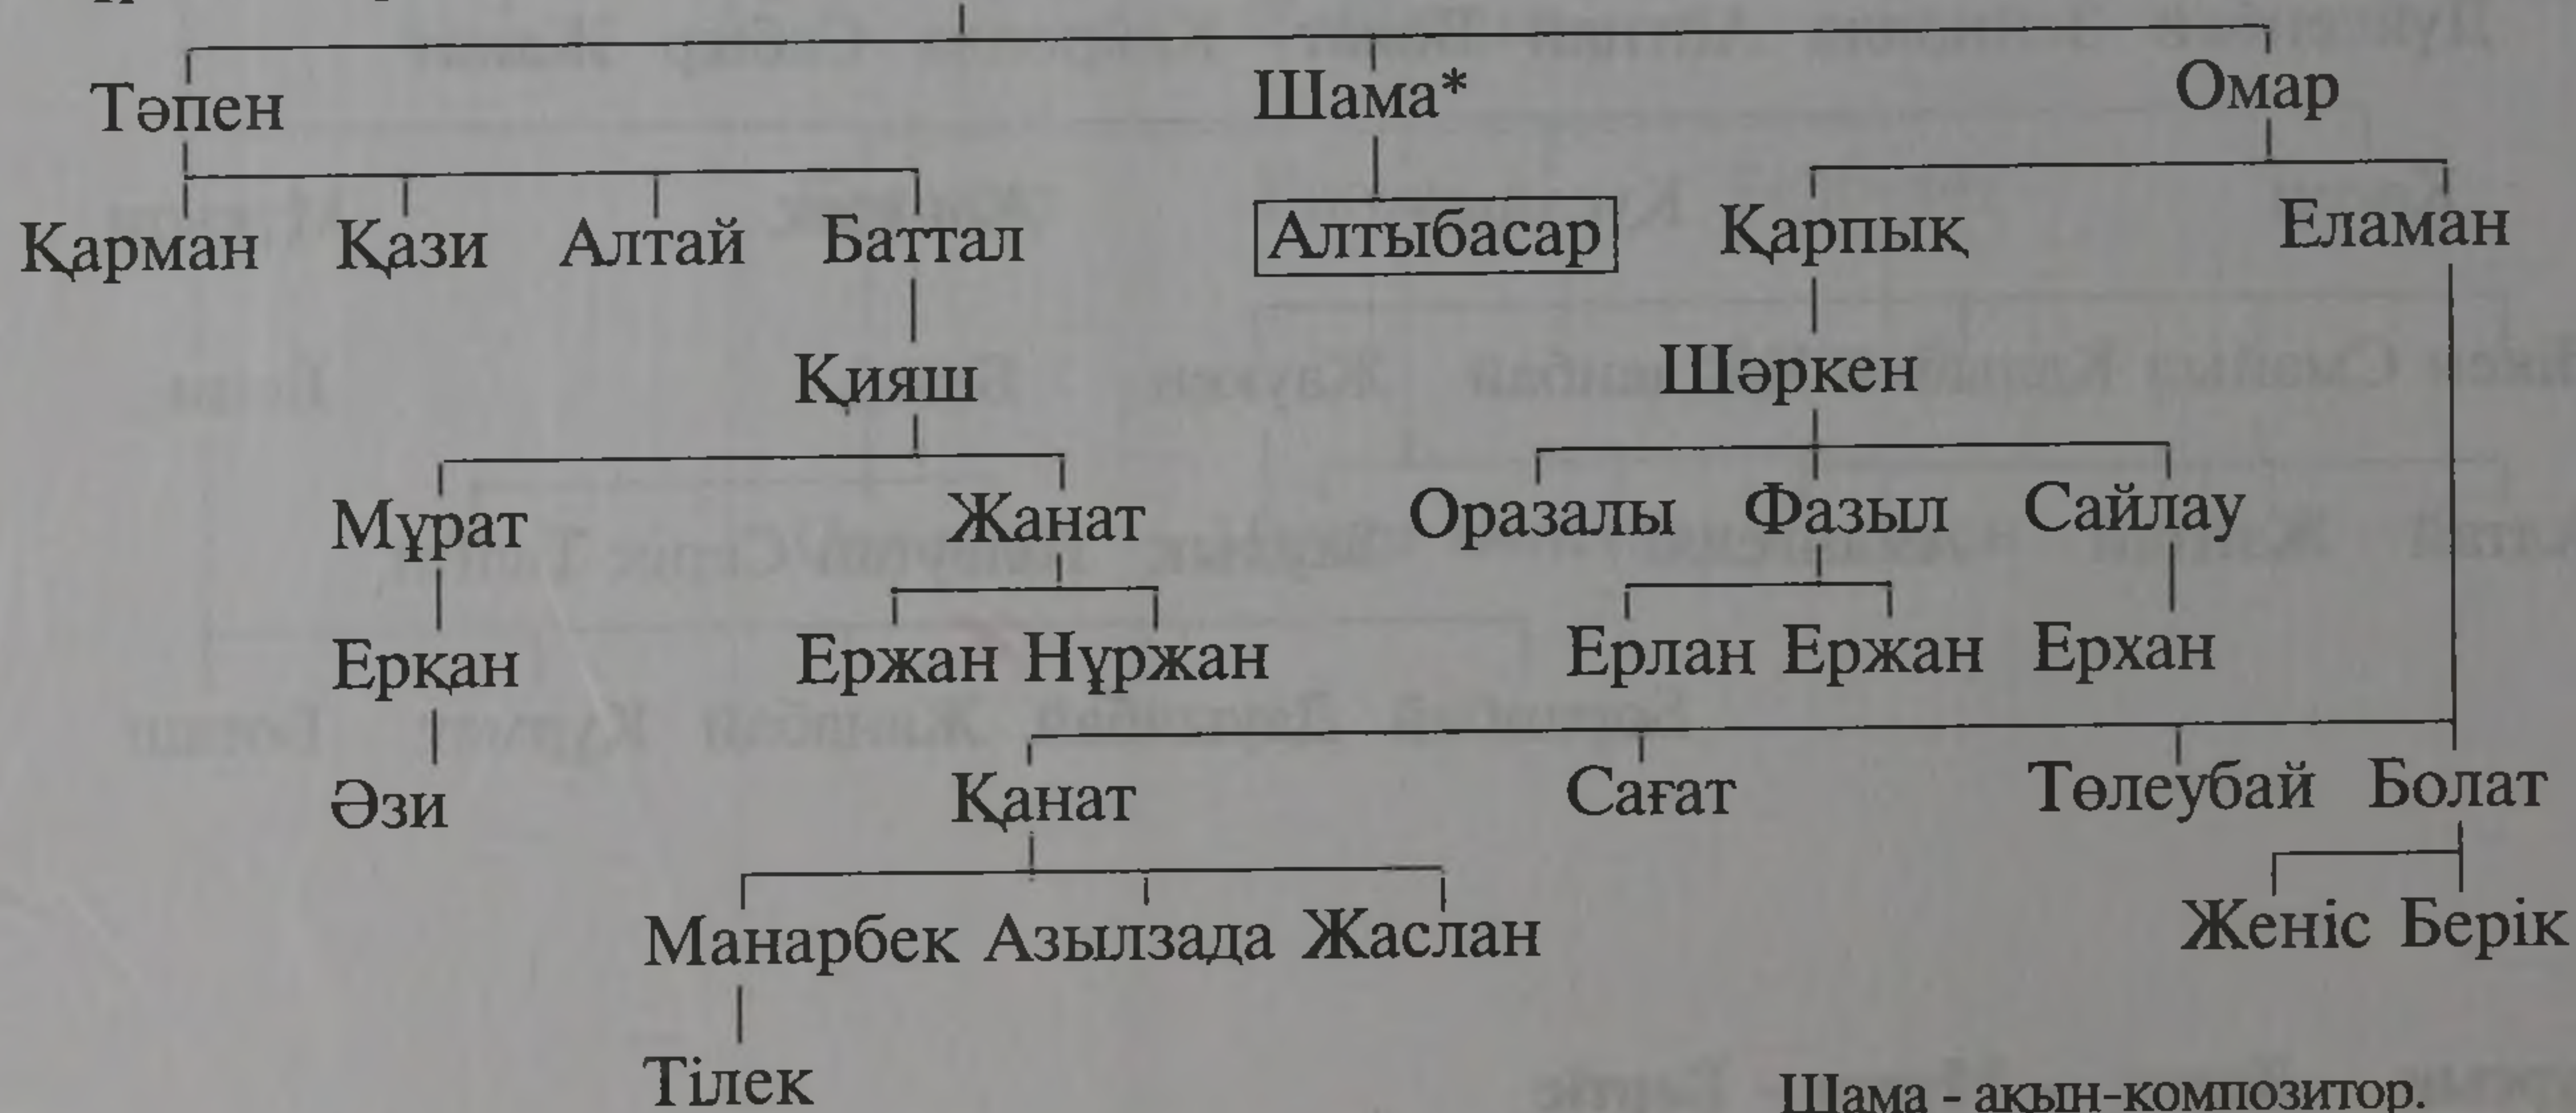 Тәпен Шама* Омар
Қарман Қази Алтай Баттал Алтыбасар Қарпық Еламан
Қияш Шәркен
Мұрат Жанат Оразалы Фазыл Сайлау
Ерқан Ержан Нұржан Ерлан Ержан Ерхан
Әзи Қанат Сағат Төлеубай Болат
Манарбек Азылзада Жаслан Женіс Берік
Тілек
Шама - ақын-композитор.